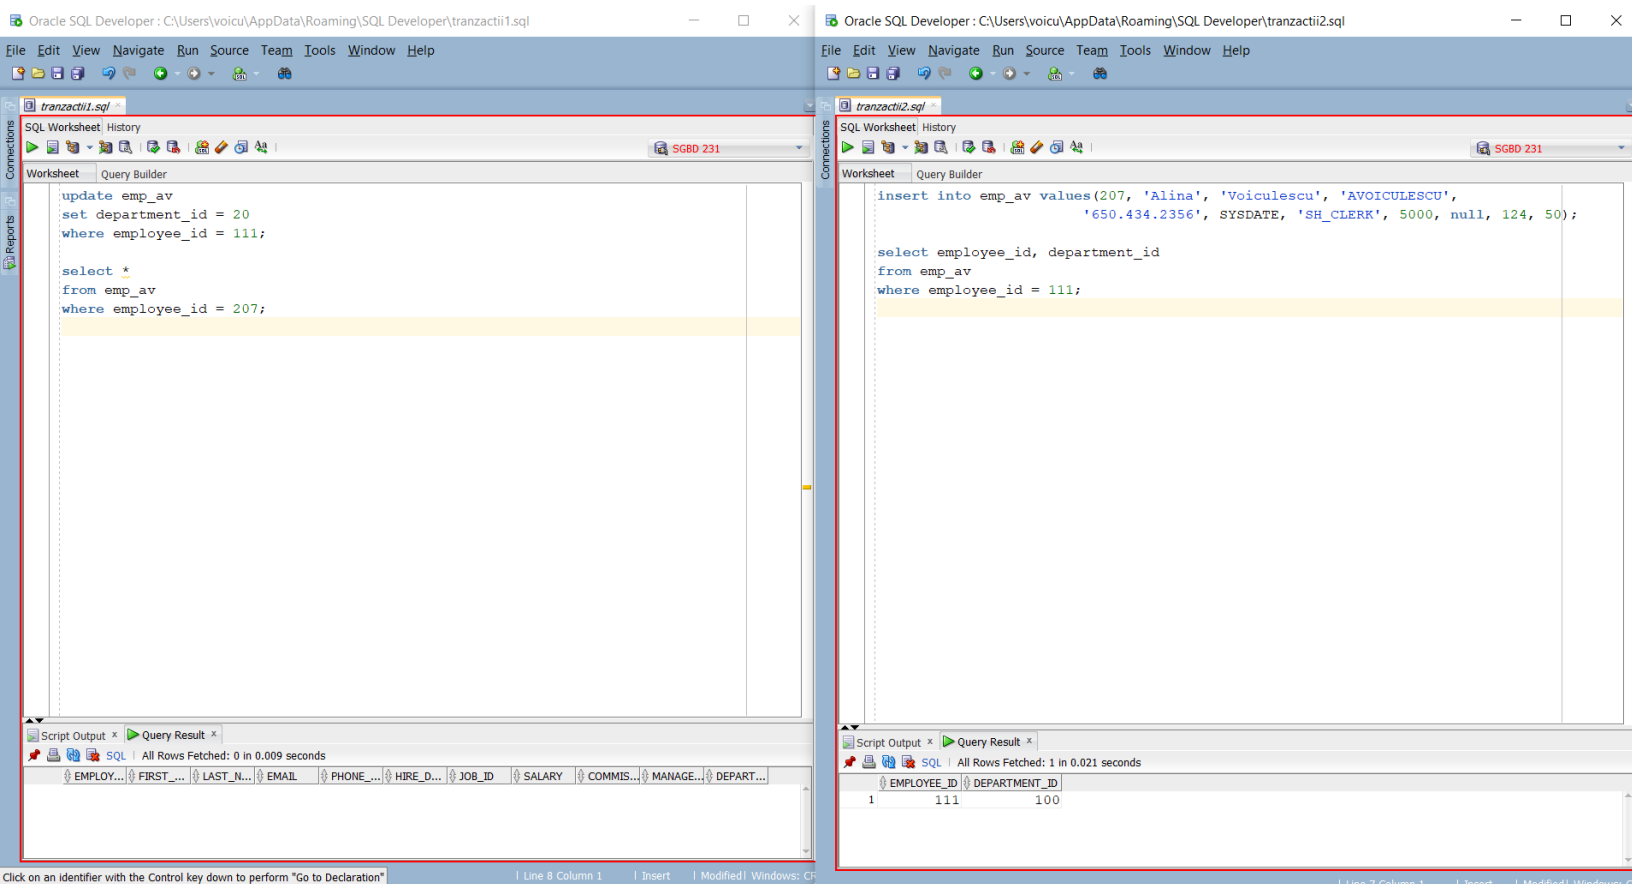 Oracle SQL Developer : C:\Users\voicu\AppData\Roaming\SQL Developer\tranzactii1.sql
File Edit View Navigate Run Source Team Tools Window Help
tranzactii1.sql
Connections
Reports
SQL Worksheet History
SGBD 231
Worksheet Query Builder
update emp_av
set department_id = 20
where employee_id = 111;
select *
from emp_av
where employee_id = 207;
Script Output x Query Result x
SQL | All Rows Fetched: 0 in 0.009 seconds
EMPLOY... FIRST_... LAST_N... EMAIL PHONE_... HIRE_D... JOB_ID SALARY COMMIS... MANAGE... DEPART...
Click on an identifier with the Control key down to perform "Go to Declaration"
| Line 8 Column 1 | Insert | Modified | Windows: CR
Oracle SQL Developer : C:\Users\voicu\AppData\Roaming\SQL Developer\tranzactii2.sql
File Edit View Navigate Run Source Team Tools Window Help
tranzactii2.sql
Connections
SQL Worksheet History
SGBD 231
Worksheet Query Builder
insert into emp_av values(207, 'Alina', 'Voiculescu', 'AVOICULESCU',
'650.434.2356', SYSDATE, 'SH_CLERK', 5000, null, 124, 50);
select employee_id, department_id
from emp_av
where employee_id = 111;
Script Output x Query Result x
SQL | All Rows Fetched: 1 in 0.021 seconds
EMPLOYEE_ID DEPARTMENT_ID
1 111 100